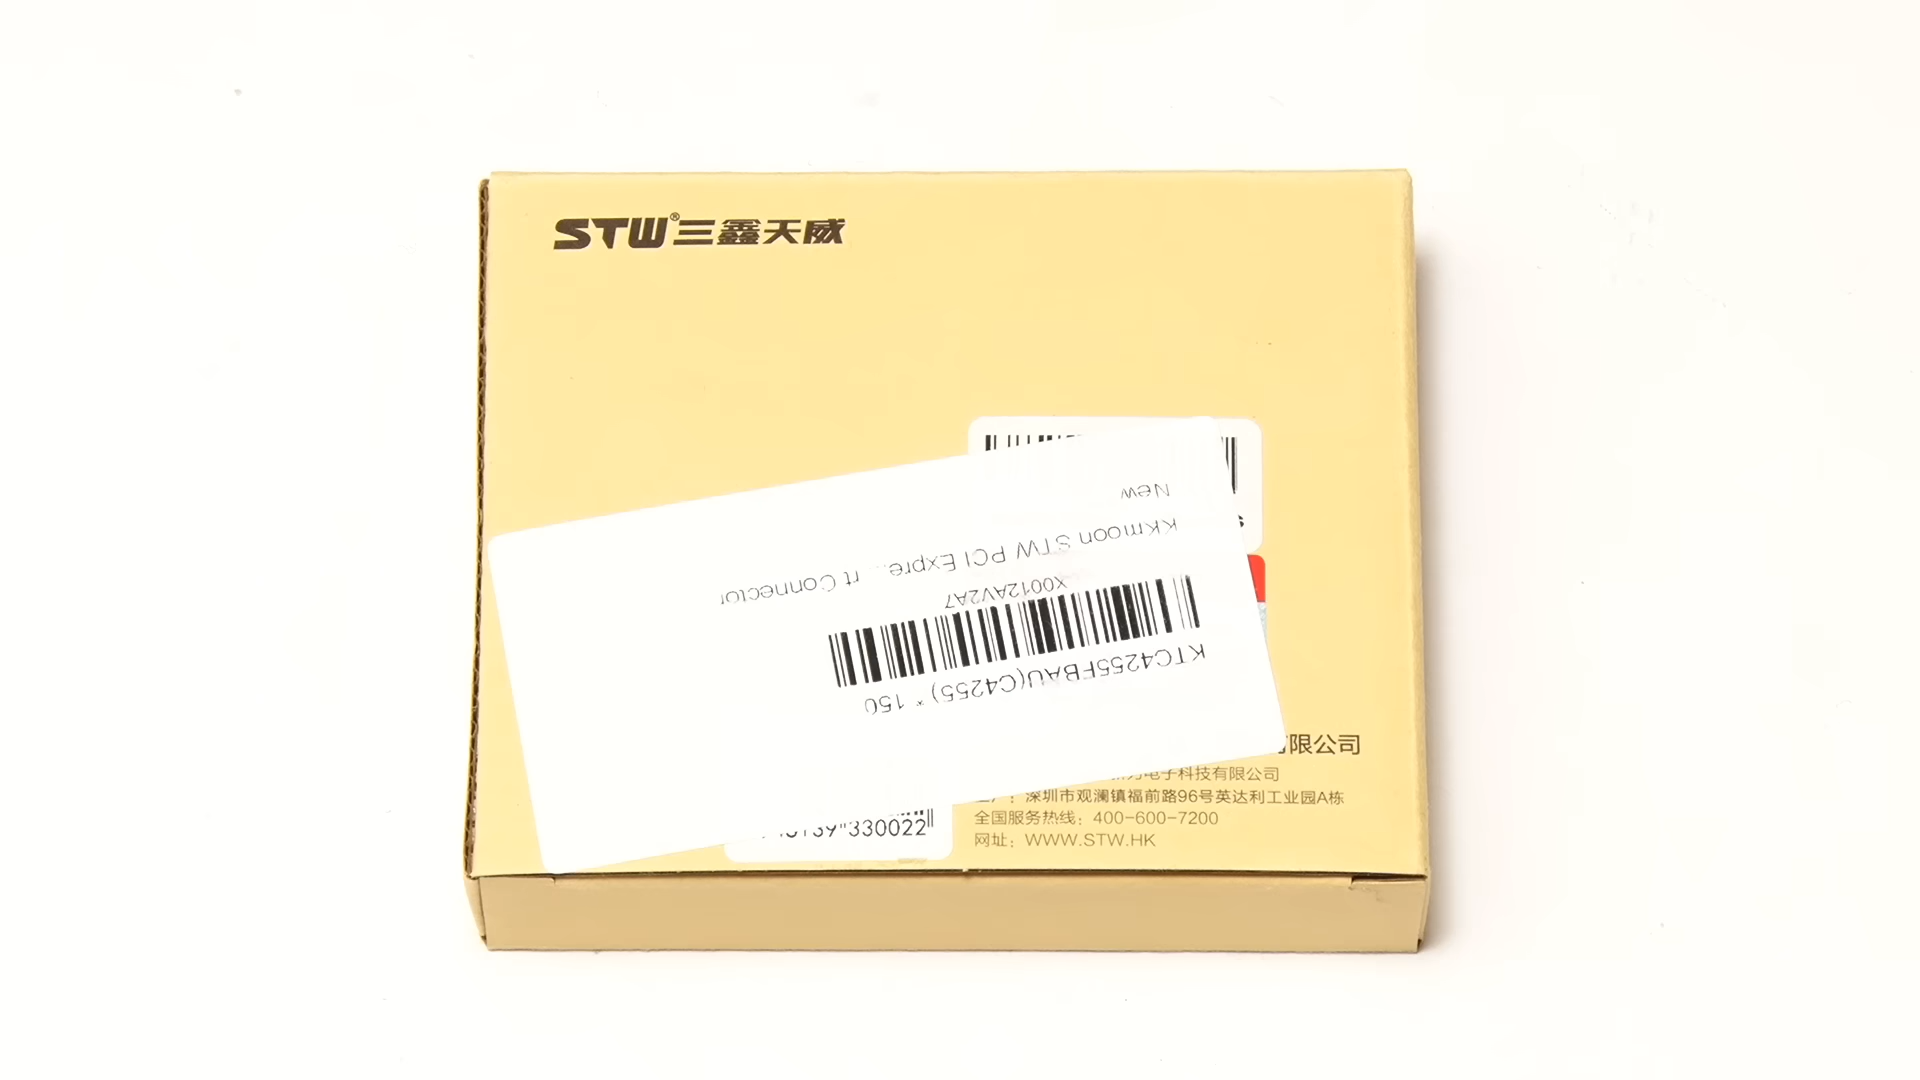 STW®三鑫天威
New
KKmoon STW PCI Expre... rt Connector
X0012AV2A7
KTC4255FBAU(C4255) * 150
限公司
电子科技有限公司
深圳市观澜镇福前路96号英达利工业园A栋
全国服务热线：400-600-7200
网址：WWW.STW.HK
330022